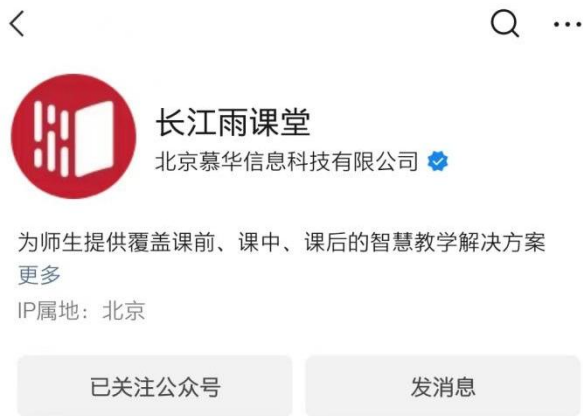 长江雨课堂
北京慕华信息科技有限公司
为师生提供覆盖课前、课中、课后的智慧教学解决方案
更多
IP属地：北京
已关注公众号
发消息